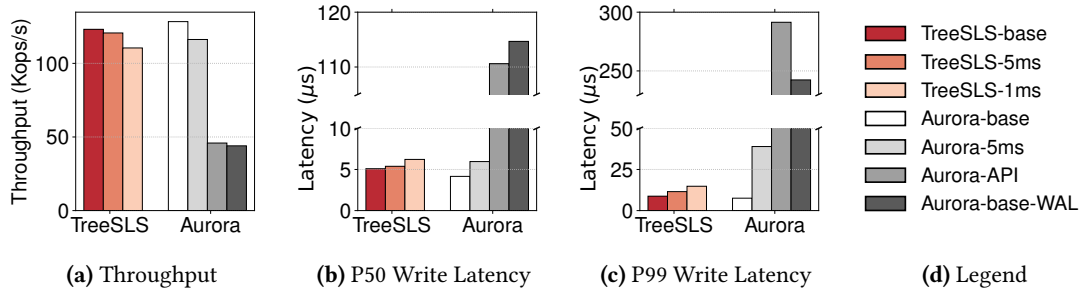 Throughput (Kops/s)
100
50
0
TreeSLS Aurora
(a) Throughput
Latency (μs)
120
110
10
5
0
TreeSLS Aurora
(b) P50 Write Latency
Latency (μs)
300
250
50
25
0
TreeSLS Aurora
(c) P99 Write Latency
TreeSLS-base
TreeSLS-5ms
TreeSLS-1ms
Aurora-base
Aurora-5ms
Aurora-API
Aurora-base-WAL
(d) Legend